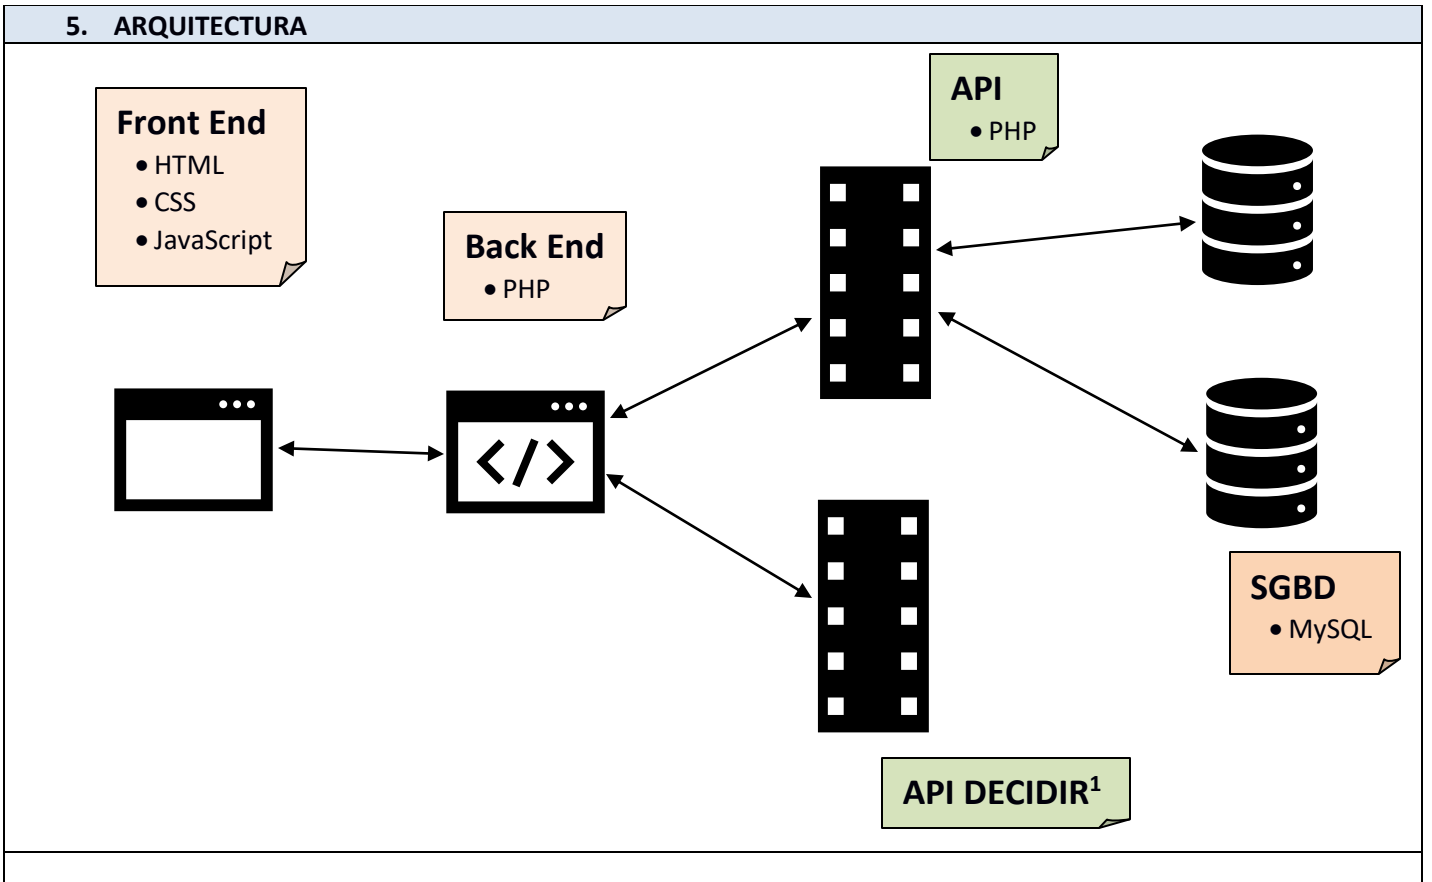 5. ARQUITECTURA
Front End
• HTML
• CSS
• JavaScript
Back End
• PHP
</>
API
• PHP
SGBD
• MySQL
API DECIDIR¹